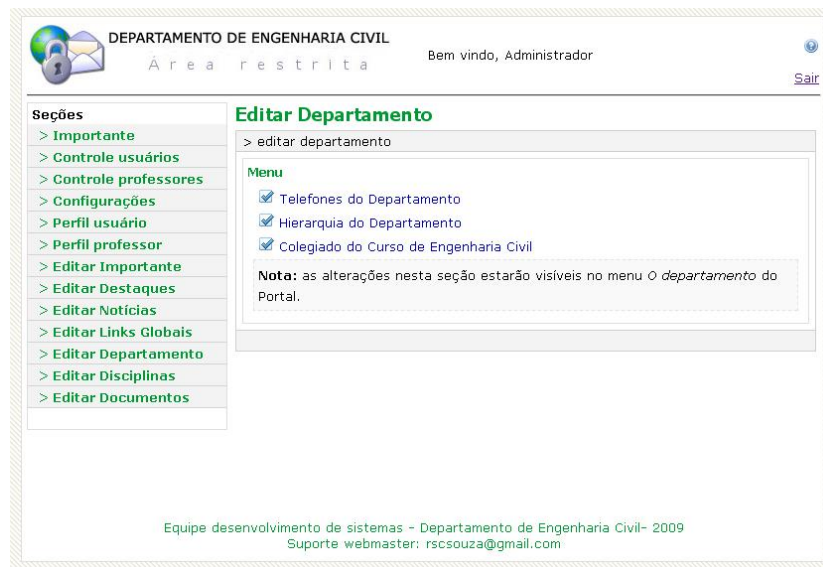 DEPARTAMENTO DE ENGENHARIA CIVIL
Área restrita
Bem vindo, Administrador
Sair
Seções
> Importante
> Controle usuários
> Controle professores
> Configurações
> Perfil usuário
> Perfil professor
> Editar Importante
> Editar Destaques
> Editar Notícias
> Editar Links Globais
> Editar Departamento
> Editar Disciplinas
> Editar Documentos
Editar Departamento
> editar departamento
Menu
Telefones do Departamento
Hierarquia do Departamento
Colegiado do Curso de Engenharia Civil
Nota: as alterações nesta seção estarão visíveis no menu O departamento do
Portal.
Equipe desenvolvimento de sistemas - Departamento de Engenharia Civil- 2009
Suporte webmaster: rscsouza@gmail.com